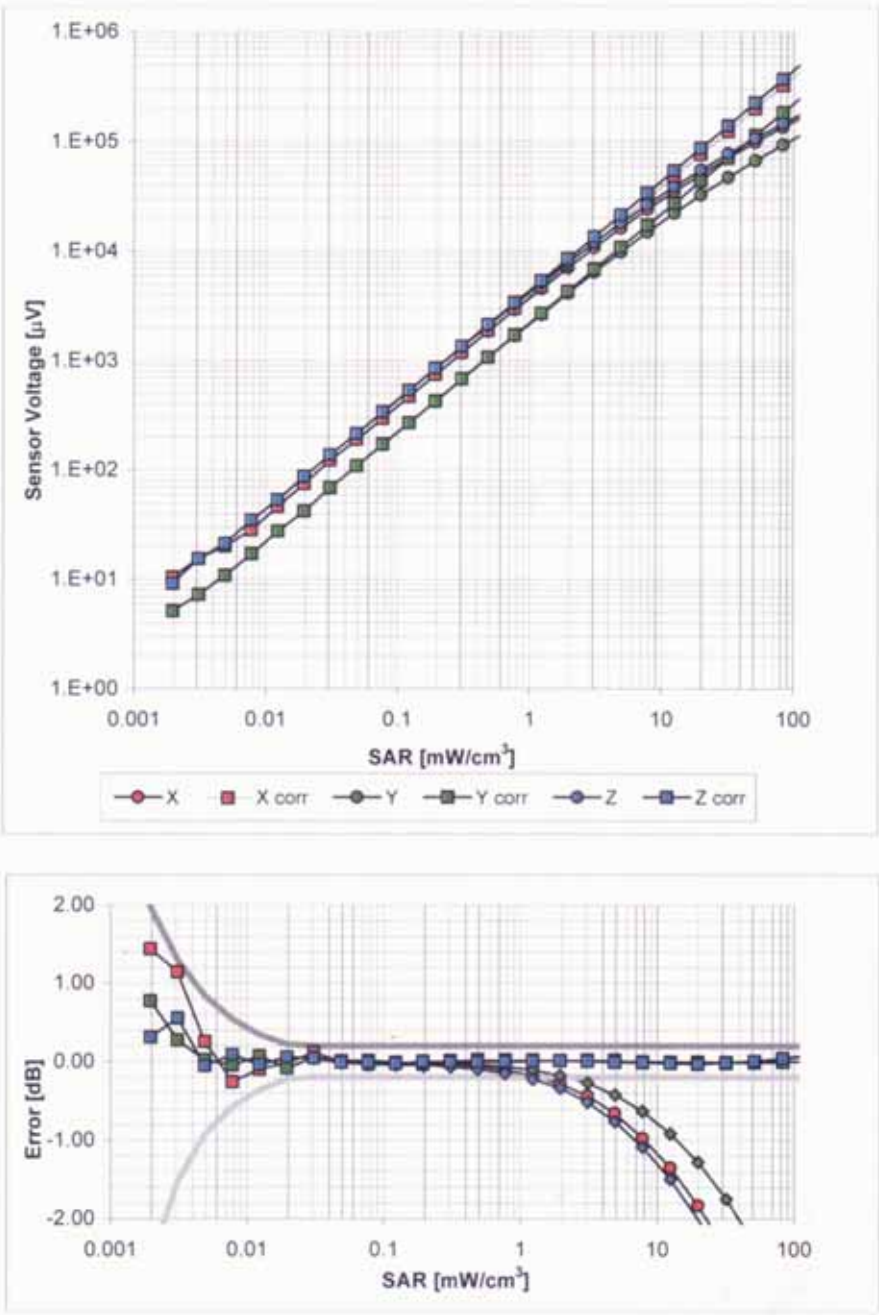 1.E+06
1.E+05
1.E+04
1.E+03
1.E+02
1.E+01
1.E+00
Sensor Voltage [µV]
0.001 0.01 0.1 1 10 100
SAR [mW/cm³]
X X corr Y Y corr Z Z corr
2.00
1.00
0.00
-1.00
-2.00
Error [dB]
0.001 0.01 0.1 1 10 100
SAR [mW/cm³]